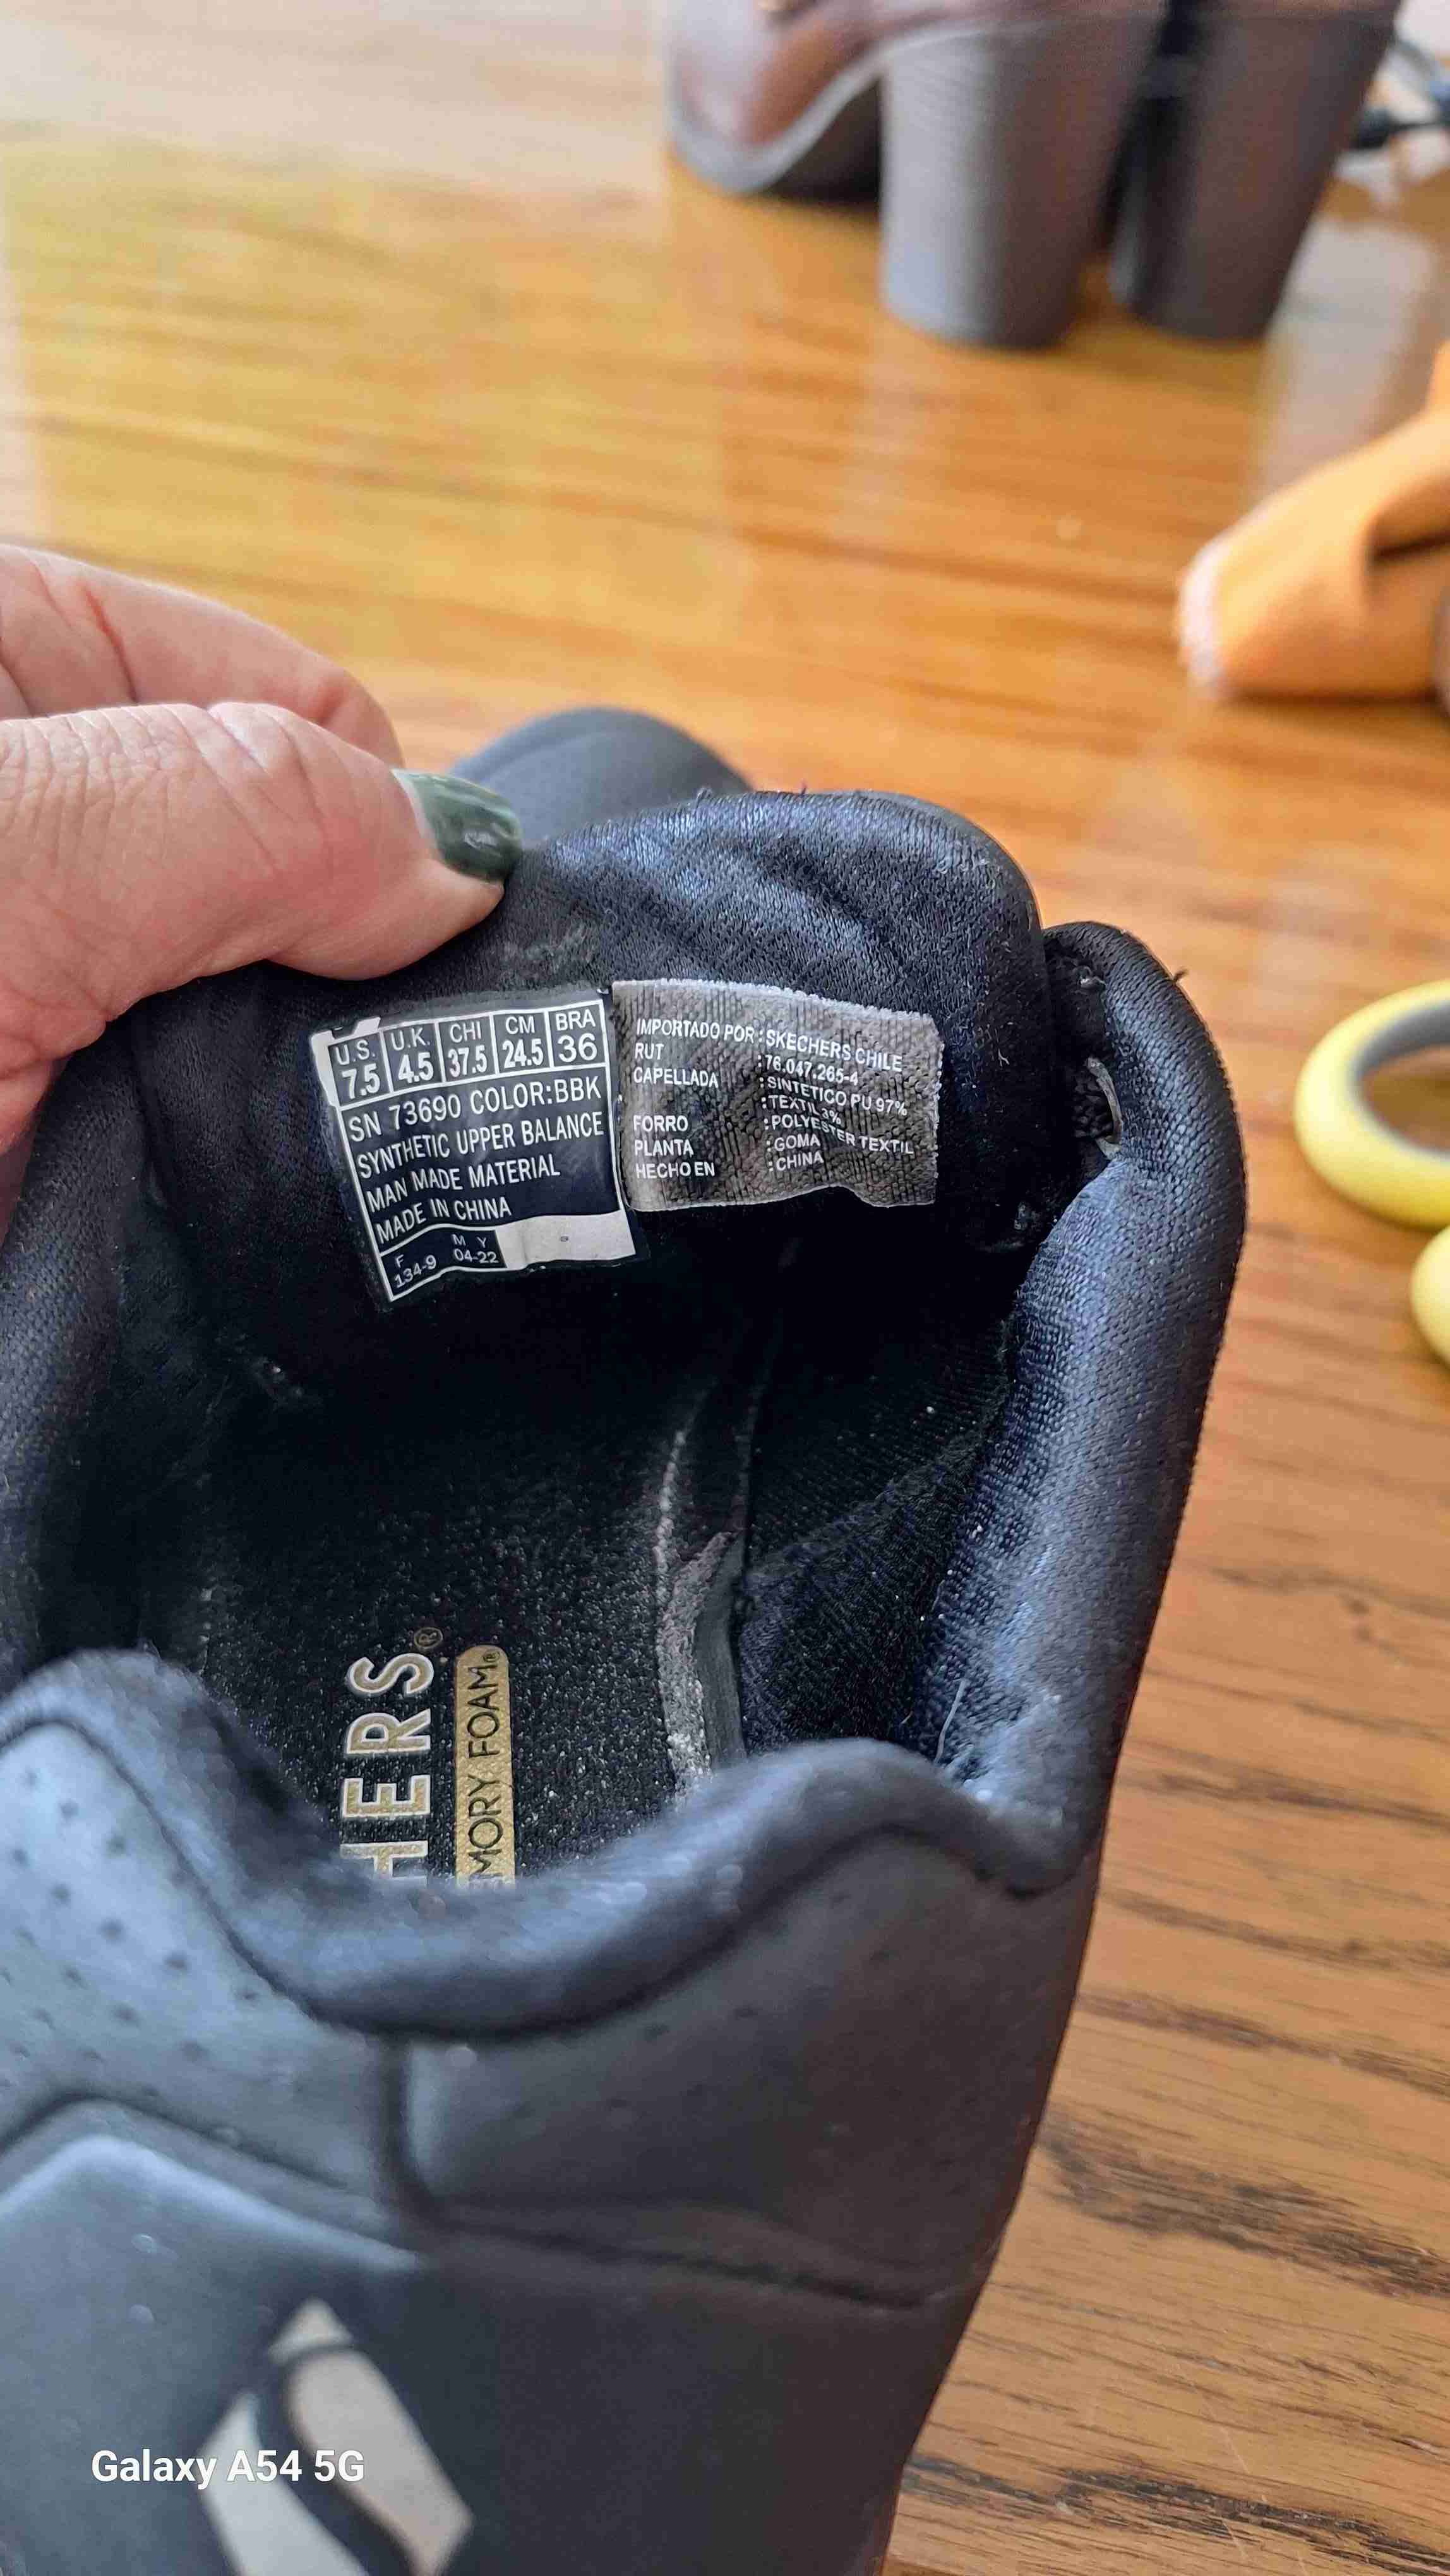 U.S. U.K. CHI CM BRA
7.5 4.5 37.5 24.5 36
SN 73690 COLOR:BBK
SYNTHETIC UPPER BALANCE
MAN MADE MATERIAL
MADE IN CHINA
F M Y
134-9 04-22
IMPORTADO POR :SKECHERS CHILE
RUT :76.047.265-4
CAPELLADA :SINTETICO PU 97%
:TEXTIL 3%
FORRO :POLYESTER TEXTIL
PLANTA :GOMA
HECHO EN :CHINA
HERS®
MORY FOAM®
Galaxy A54 5G